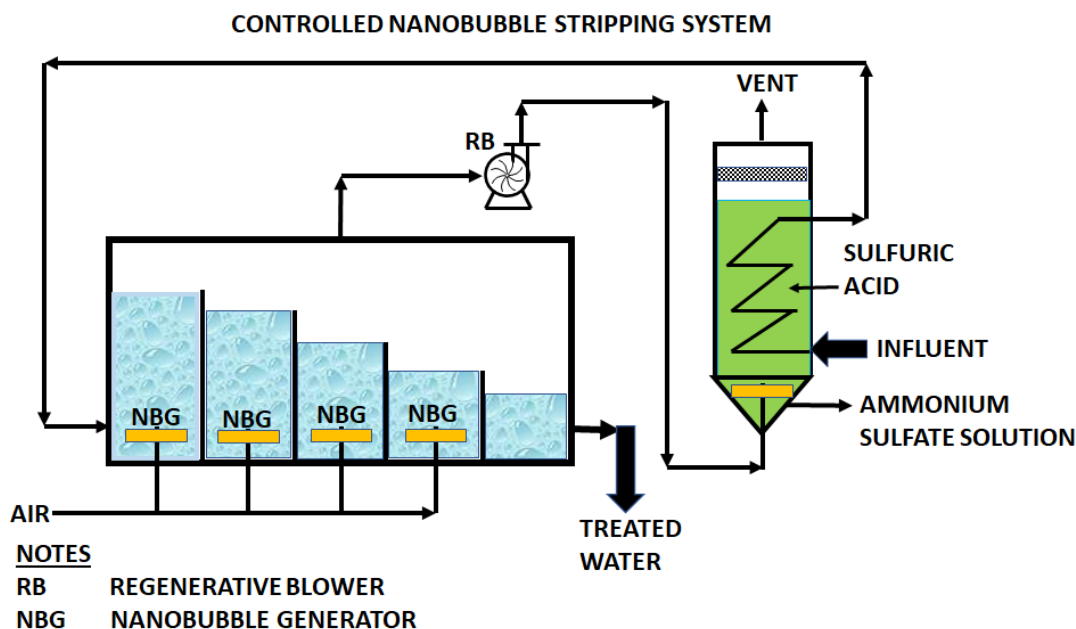 CONTROLLED NANOBUBBLE STRIPPING SYSTEM
VENT
RB
SULFURIC
ACID
INFLUENT
NBG
NBG
NBG
NBG
AMMONIUM
SULFATE SOLUTION
AIR
TREATED
WATER
NOTES
RB REGENERATIVE BLOWER
NBG NANOBUBBLE GENERATOR